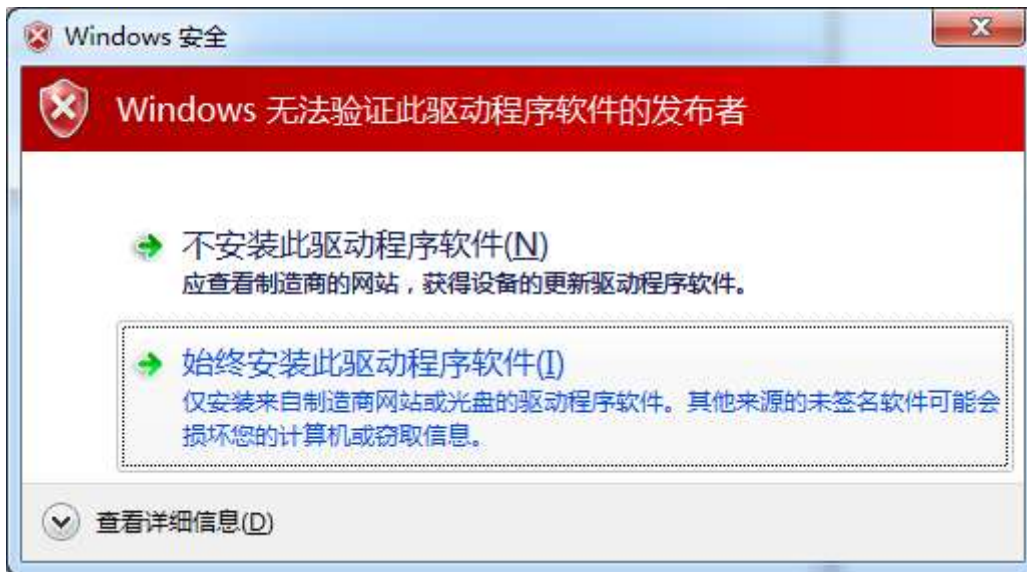 Windows 安全
Windows 无法验证此驱动程序软件的发布者
不安装此驱动程序软件(N)
应查看制造商的网站，获得设备的更新驱动程序软件。
始终安装此驱动程序软件(I)
仅安装来自制造商网站或光盘的驱动程序软件。其他来源的未签名软件可能会
损坏您的计算机或窃取信息。
查看详细信息(D)